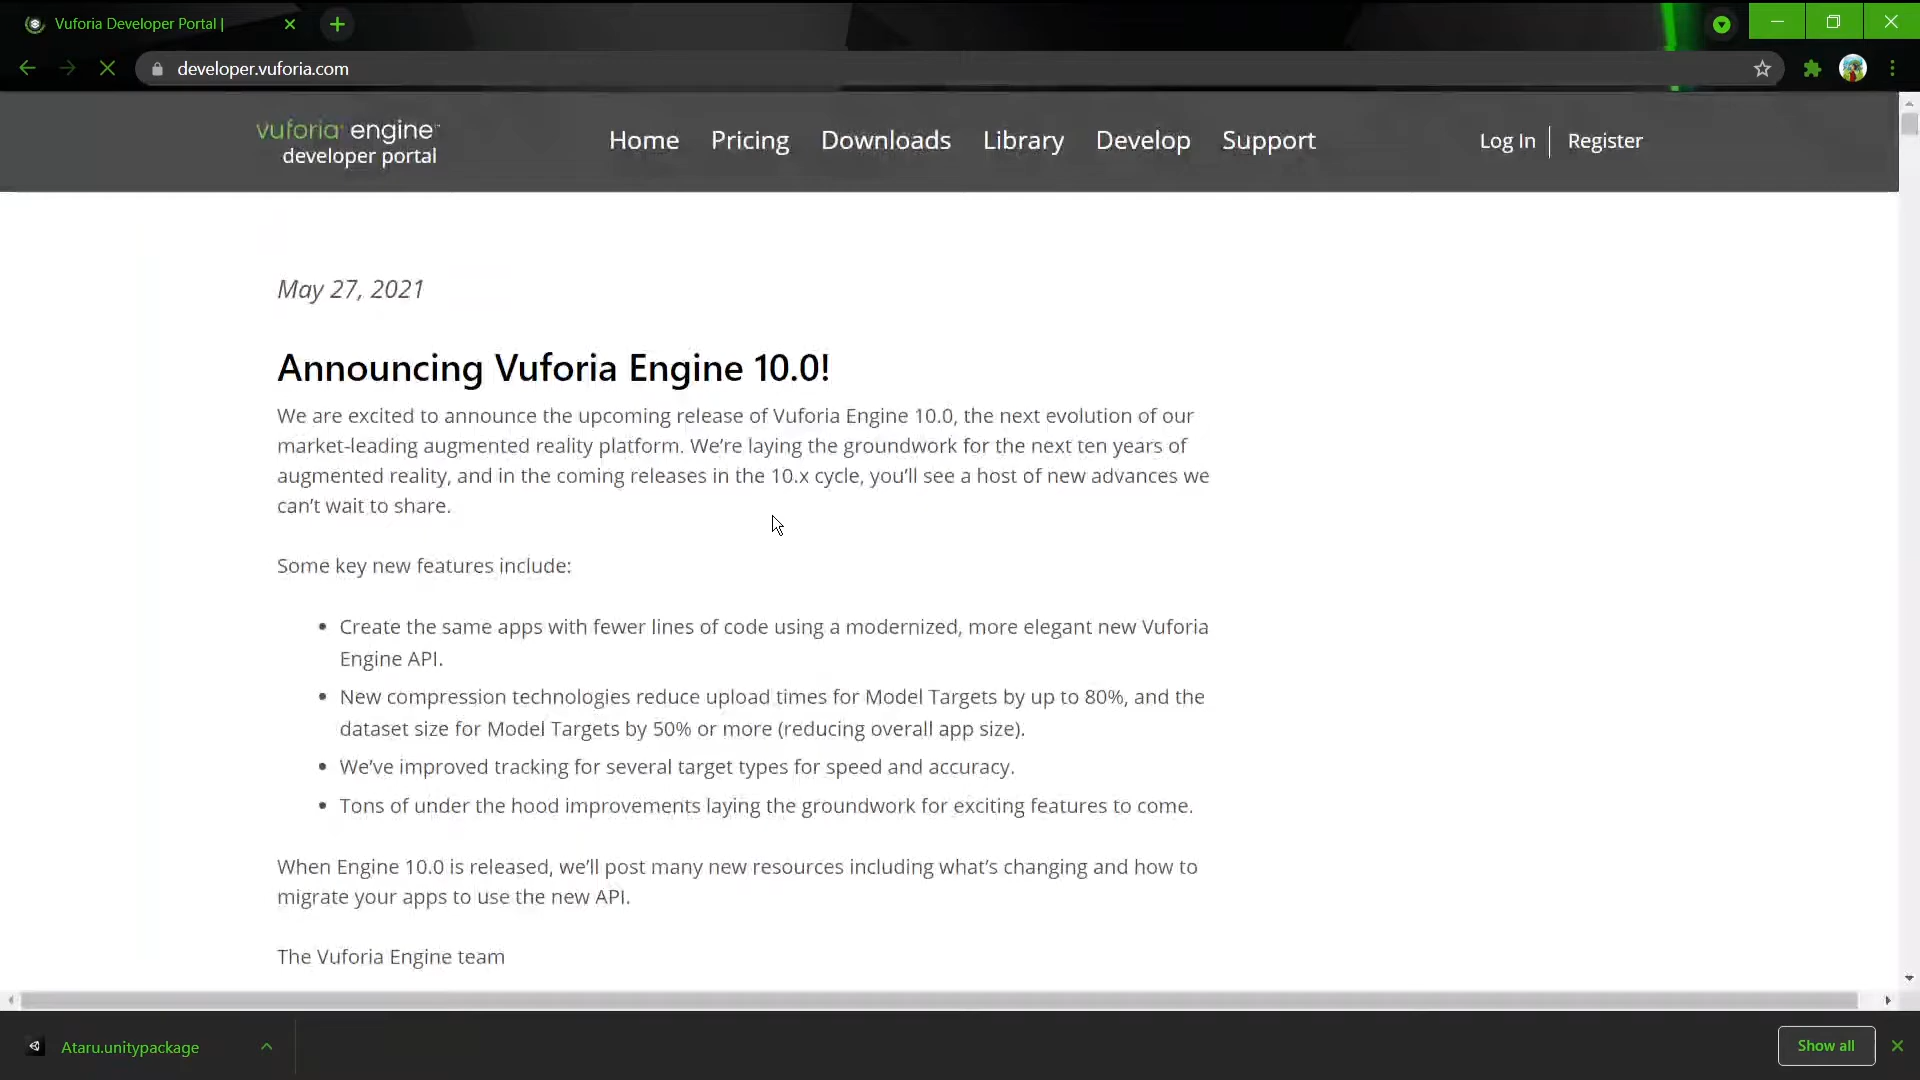 Vuforia Developer Portal |
developer.vuforia.com
vuforia engine™
developer portal
Home Pricing Downloads Library Develop Support
Log In Register
May 27, 2021
Announcing Vuforia Engine 10.0!
We are excited to announce the upcoming release of Vuforia Engine 10.0, the next evolution of our
market-leading augmented reality platform. We’re laying the groundwork for the next ten years of
augmented reality, and in the coming releases in the 10.x cycle, you’ll see a host of new advances we
can’t wait to share.
Some key new features include:
• Create the same apps with fewer lines of code using a modernized, more elegant new Vuforia
Engine API.
• New compression technologies reduce upload times for Model Targets by up to 80%, and the
dataset size for Model Targets by 50% or more (reducing overall app size).
• We’ve improved tracking for several target types for speed and accuracy.
• Tons of under the hood improvements laying the groundwork for exciting features to come.
When Engine 10.0 is released, we’ll post many new resources including what’s changing and how to
migrate your apps to use the new API.
The Vuforia Engine team
Ataru.unitypackage
Show all